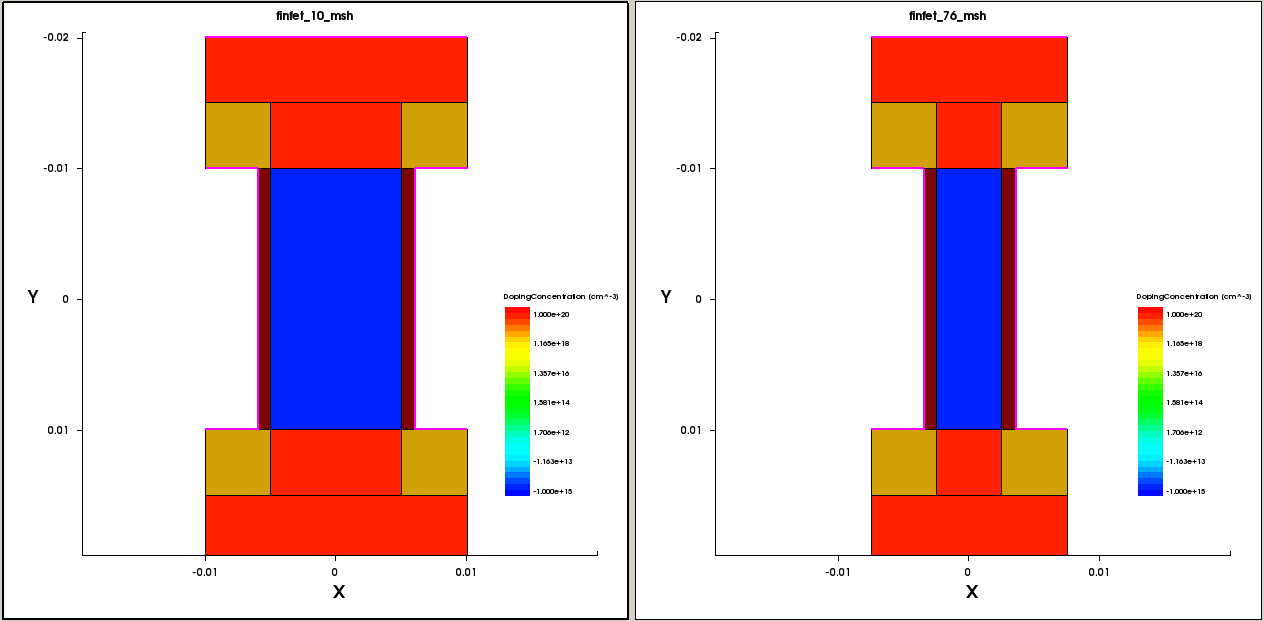 finfet_10_msh
-0.02
-0.01
Y
0
0.01
-0.01
0
0.01
X
DopingConcentration (cm^-3)
1.000e+20
1.165e+18
1.357e+16
1.581e+14
1.706e+12
-1.163e+13
-1.000e+15
finfet_76_msh
-0.02
-0.01
Y
0
0.01
-0.01
0
0.01
X
DopingConcentration (cm^-3)
1.000e+20
1.165e+18
1.357e+16
1.581e+14
1.706e+12
-1.163e+13
-1.000e+15